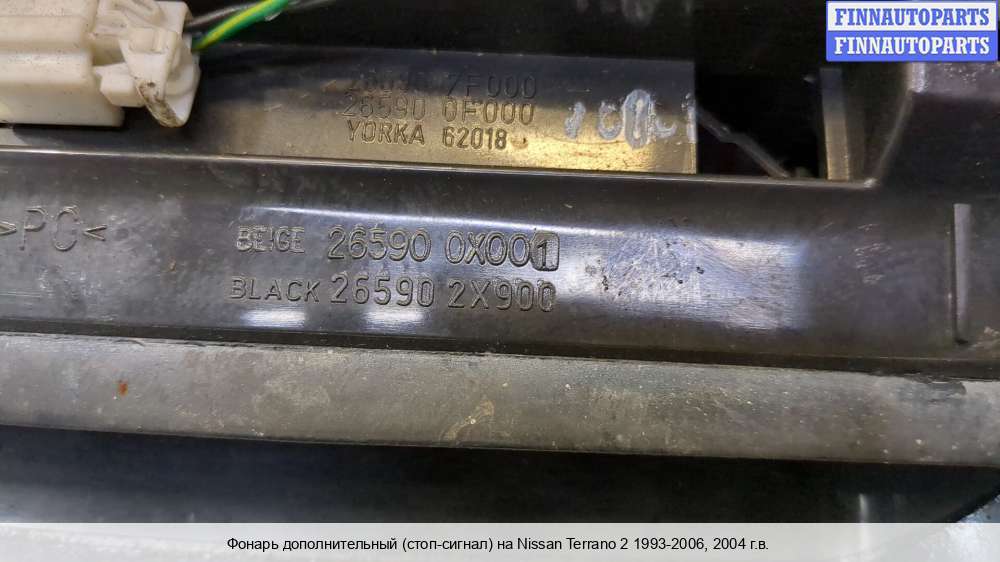 FINNAUTOPARTS
FINNAUTOPARTS
7F000
26590 0F000
YORKA 62018
>PC<
BEIGE 26590 0X001
BLACK 26590 2X900
Фонарь дополнительный (стоп-сигнал) на Nissan Terrano 2 1993-2006, 2004 г.в.